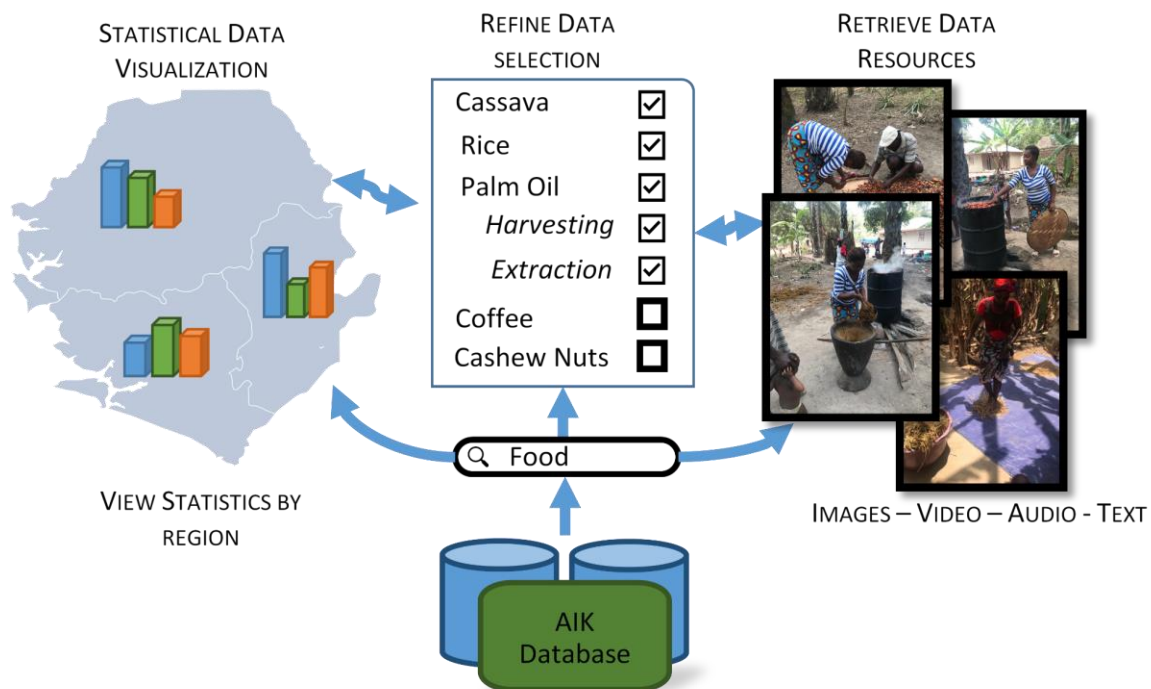 STATISTICAL DATA
VISUALIZATION
REFINE DATA
SELECTION
RETRIEVE DATA
RESOURCES
Cassava
Rice
Palm Oil
Harvesting
Extraction
Coffee
Cashew Nuts
Food
VIEW STATISTICS BY
REGION
IMAGES – VIDEO – AUDIO - TEXT
AIK
Database